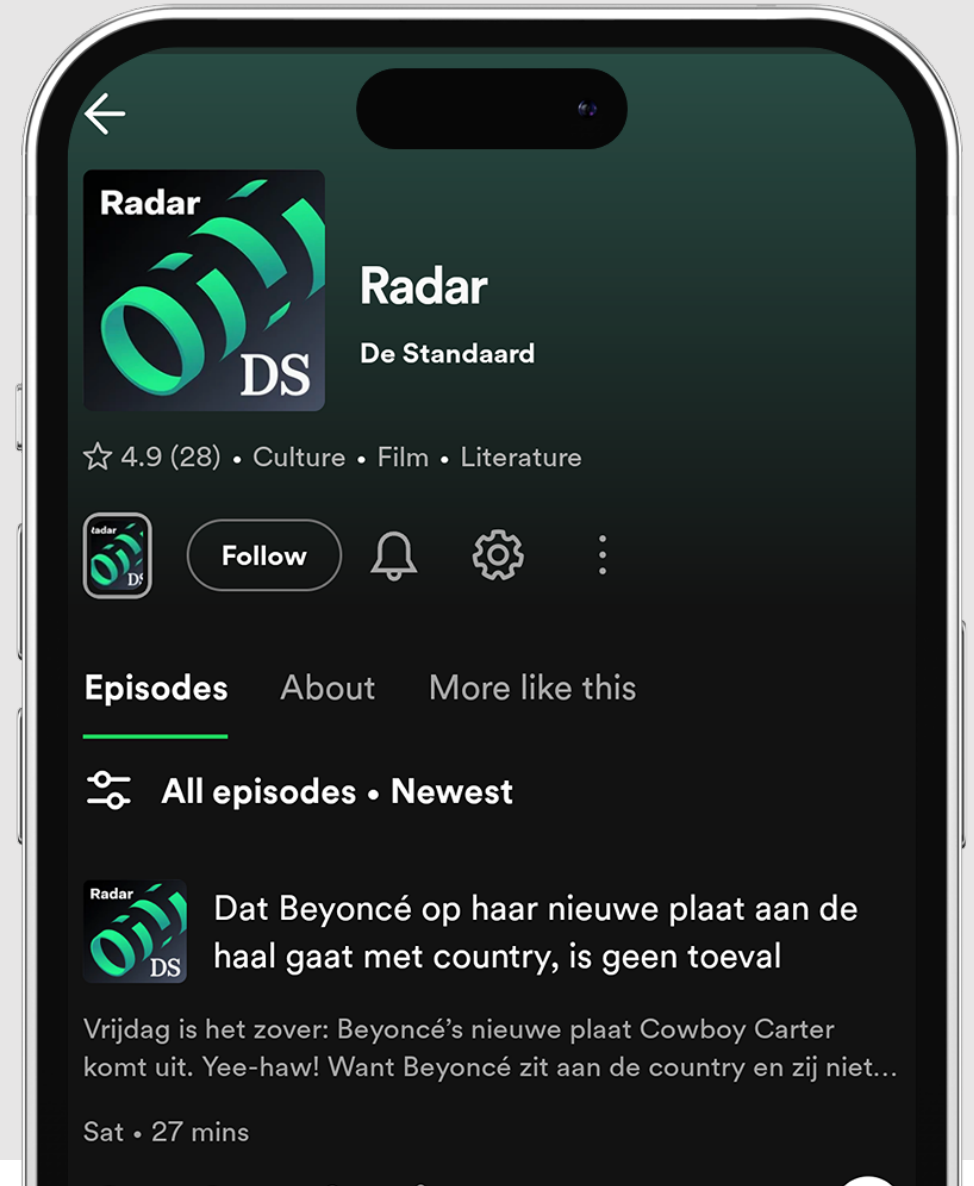 Radar
DS
Radar
De Standaard
4.9 (28) • Culture • Film • Literature
Follow
Episodes About More like this
All episodes • Newest
Radar
DS
Dat Beyoncé op haar nieuwe plaat aan de
haal gaat met country, is geen toeval
Vrijdag is het zover: Beyoncé’s nieuwe plaat Cowboy Carter
komt uit. Yee-haw! Want Beyoncé zit aan de country en zij niet…
Sat • 27 mins